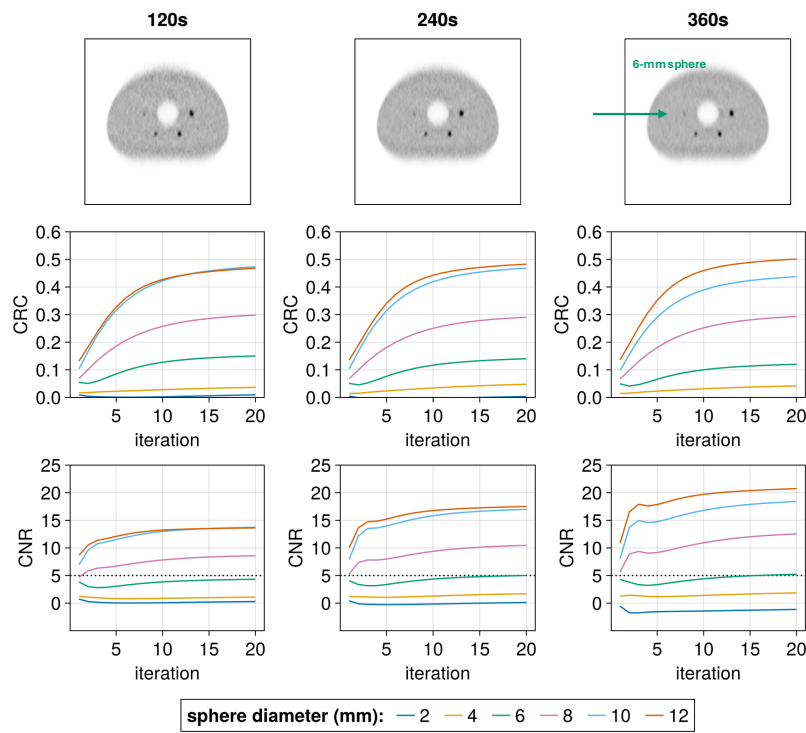 120s 240s 360s
6-mm sphere
0.6 0.6 0.6
0.5 0.5 0.5
0.4 0.4 0.4
CRC CRC CRC
0.3 0.3 0.3
0.2 0.2 0.2
0.1 0.1 0.1
0.0 0.0 0.0
5 10 15 20 5 10 15 20 5 10 15 20
iteration iteration iteration
25 25 25
20 20 20
15 15 15
CNR CNR CNR
10 10 10
5 5 5
0 0 0
5 10 15 20 5 10 15 20 5 10 15 20
iteration iteration iteration
sphere diameter (mm): 2 4 6 8 10 12